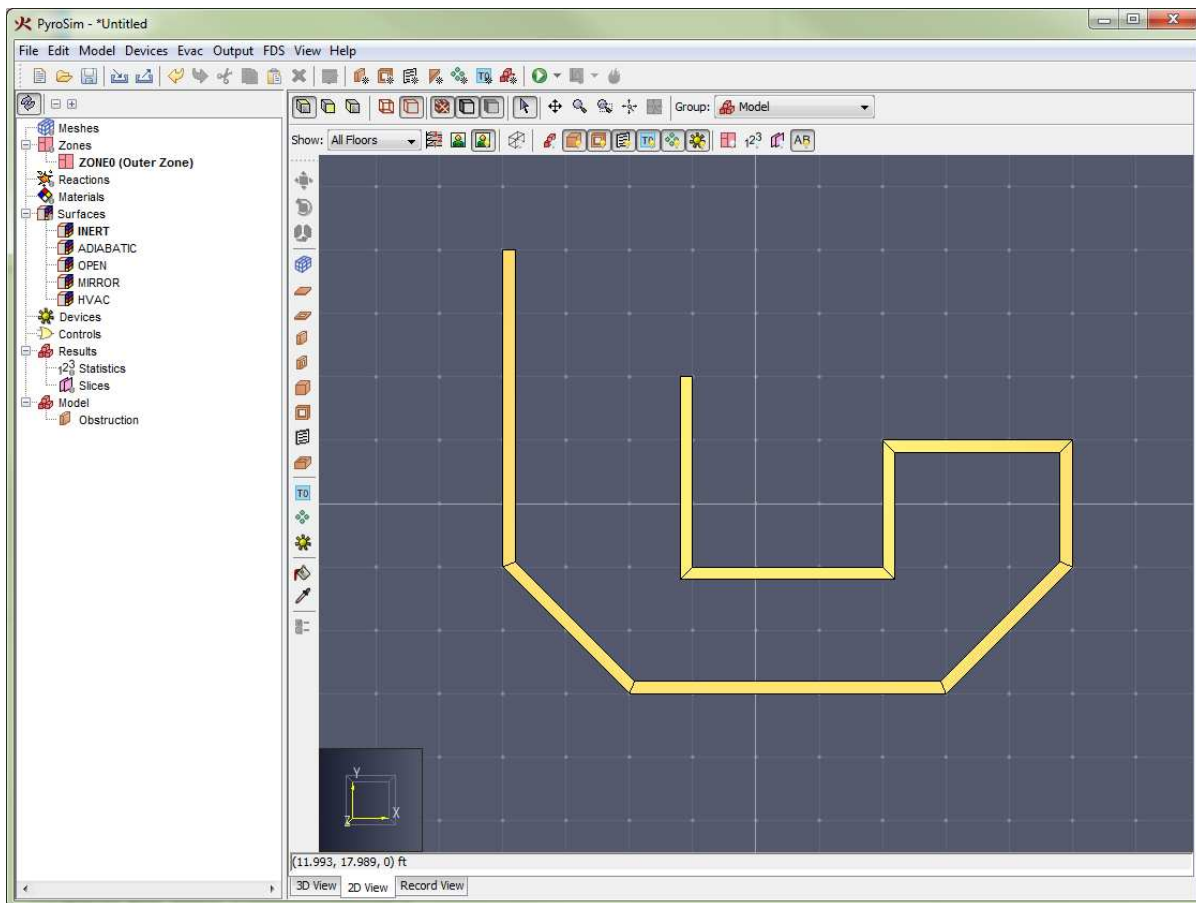 PyroSim - *Untitled
File Edit Model Devices Evac Output FDS View Help
Group: Model
Show: All Floors
Meshes
Zones
ZONE0 (Outer Zone)
Reactions
Materials
Surfaces
INERT
ADIABATIC
OPEN
MIRROR
HVAC
Devices
Controls
Results
Statistics
Slices
Model
Obstruction
Y
X
Z
(11.993, 17.989, 0) ft
3D View 2D View Record View